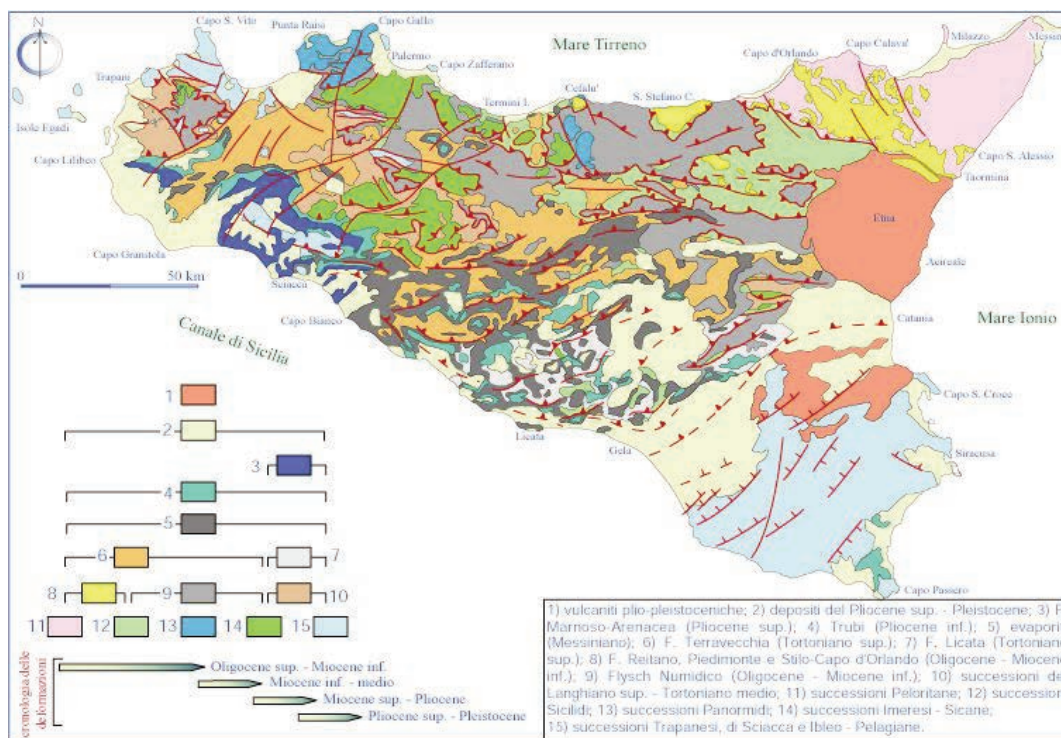 N
Capo S. Vito
Punta Raisi
Capo Gallo
Palermo
Capo Zafferano
Trapani
Mare Tirreno
Capo d'Orlando
Capo Calava'
Milazzo
Messin
Termini I.
Cefalu'
S. Stefano C.
Isole Egadi
Capo Lilibeo
Capo S. Alessio
Taormina
Etna
Capo Granitola
Sciacca
Acireale
0 50 km
Capo Bianco
Canale di Sicilia
Mare Ionio
Catania
Capo S. Croce
Licata
Gela
Siracusa
Capo Passero
1
2
3
4
5
6
7
8
9
10
11
12
13
14
15
cronologia delle
deformazioni
Oligocene sup. - Miocene inf.
Miocene inf. - medio
Miocene sup. - Pliocene
Pliocene sup. - Pleistocene
1) vulcaniti plio-pleistoceniche; 2) depositi del Pliocene sup. - Pleistocene; 3) F.
Marnoso-Arenacea (Pliocene sup.); 4) Trubi (Pliocene inf.); 5) evapori
(Messiniano); 6) F. Terravecchia (Tortoniano sup.); 7) F. Licata (Tortonian
sup.); 8) F. Reitano, Piedimonte e Stilo-Capo d'Orlando (Oligocene - Miocene
inf.); 9) Flysch Numidico (Oligocene - Miocene inf.); 10) successioni de
Langhiano sup. - Tortoniano medio; 11) successioni Peloritane; 12) succession
Sicilidi; 13) successioni Panormidi; 14) successioni Imeresi - Sicane;
15) successioni Trapanesi, di Sciacca e Ibleo - Pelagiane.